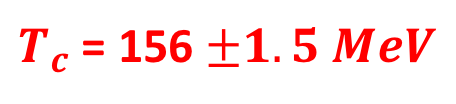 T_c = 156 ±1.5 MeV